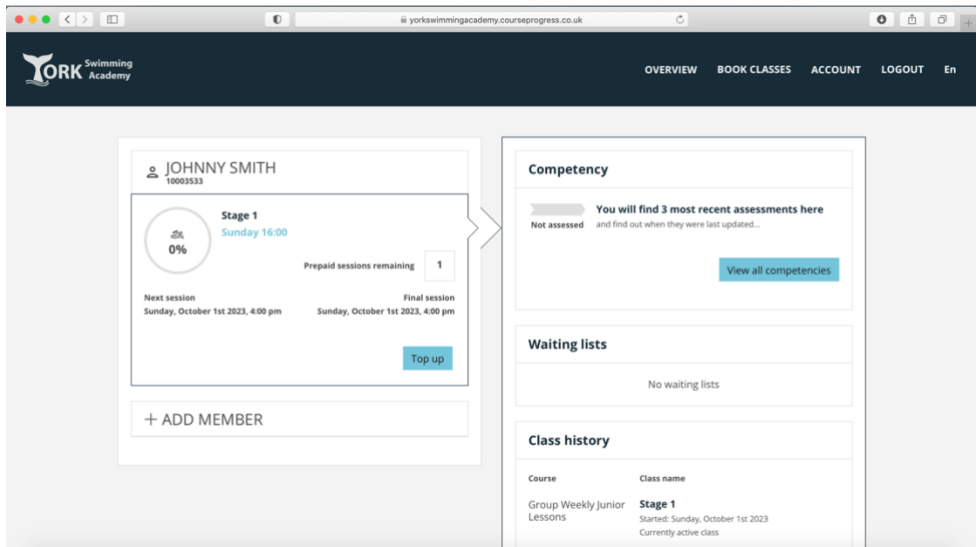 yorkswimmingacademy.courseprogress.co.uk
YORK Swimming Academy
OVERVIEW BOOK CLASSES ACCOUNT LOGOUT En
JOHNNY SMITH
10003533
Stage 1
Sunday 16:00
0%
Prepaid sessions remaining 1
Next session Final session
Sunday, October 1st 2023, 4:00 pm Sunday, October 1st 2023, 4:00 pm
Top up
+ ADD MEMBER
Competency
You will find 3 most recent assessments here
Not assessed and find out when they were last updated...
View all competencies
Waiting lists
No waiting lists
Class history
Course Class name
Group Weekly Junior Stage 1
Lessons Started: Sunday, October 1st 2023
Currently active class